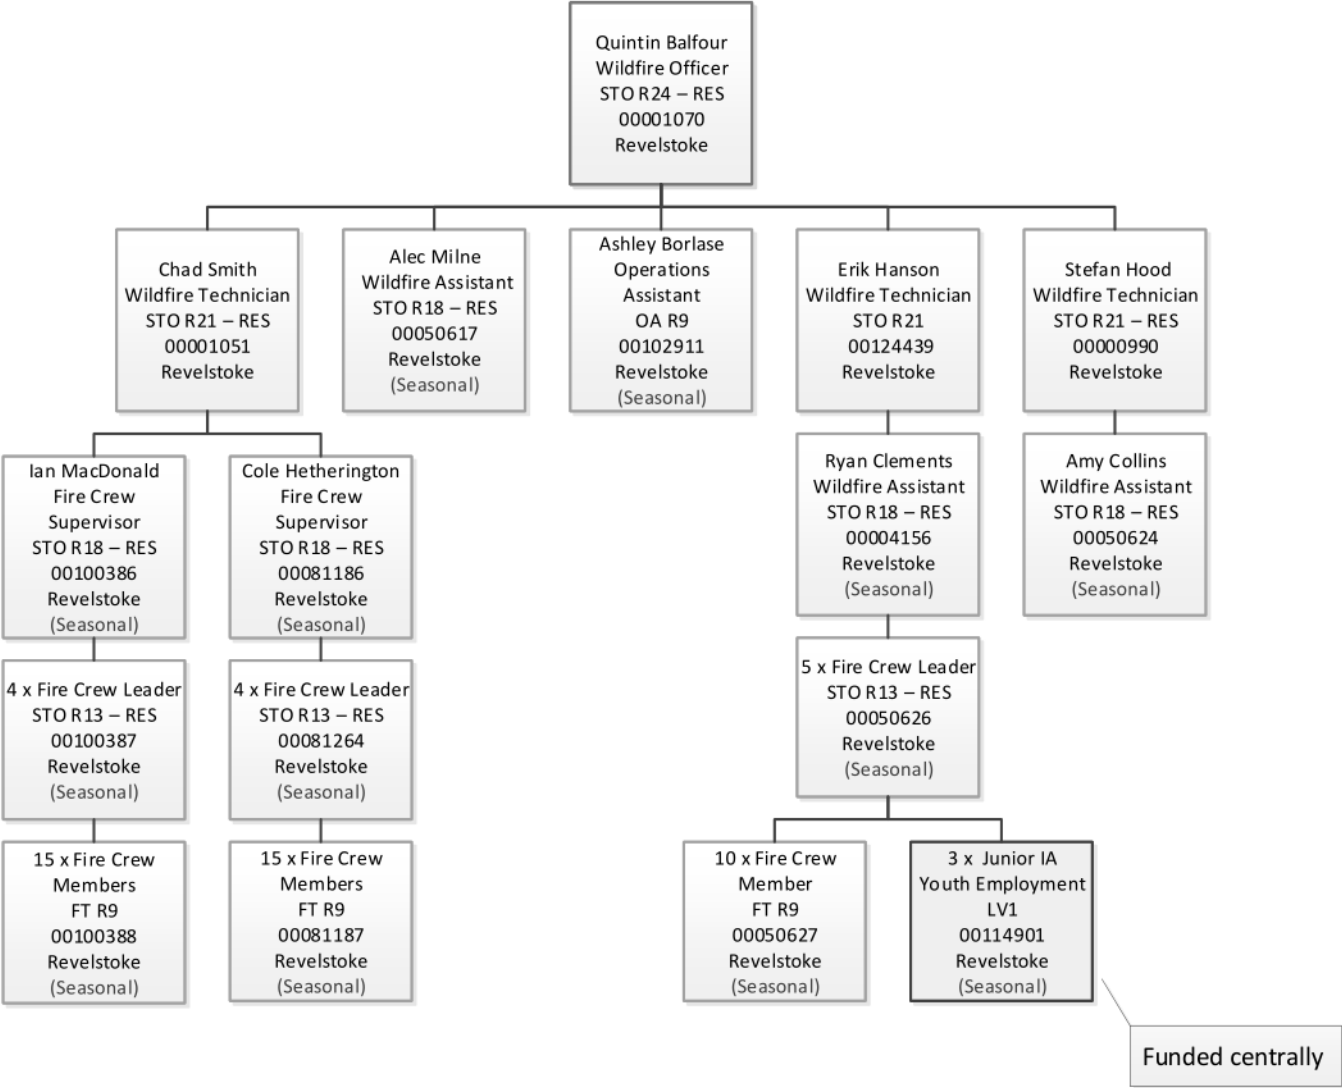 Quintin Balfour
Wildfire Officer
STO R24 – RES
00001070
Revelstoke
Chad Smith
Wildfire Technician
STO R21 – RES
00001051
Revelstoke
Alec Milne
Wildfire Assistant
STO R18 – RES
00050617
Revelstoke
(Seasonal)
Ashley Borlase
Operations
Assistant
OA R9
00102911
Revelstoke
(Seasonal)
Erik Hanson
Wildfire Technician
STO R21
00124439
Revelstoke
Stefan Hood
Wildfire Technician
STO R21 – RES
00000990
Revelstoke
Ian MacDonald
Fire Crew
Supervisor
STO R18 – RES
00100386
Revelstoke
(Seasonal)
Cole Hetherington
Fire Crew
Supervisor
STO R18 – RES
00081186
Revelstoke
(Seasonal)
Ryan Clements
Wildfire Assistant
STO R18 – RES
00004156
Revelstoke
(Seasonal)
Amy Collins
Wildfire Assistant
STO R18 – RES
00050624
Revelstoke
(Seasonal)
4 x Fire Crew Leader
STO R13 – RES
00100387
Revelstoke
(Seasonal)
4 x Fire Crew Leader
STO R13 – RES
00081264
Revelstoke
(Seasonal)
5 x Fire Crew Leader
STO R13 – RES
00050626
Revelstoke
(Seasonal)
15 x Fire Crew
Members
FT R9
00100388
Revelstoke
(Seasonal)
15 x Fire Crew
Members
FT R9
00081187
Revelstoke
(Seasonal)
10 x Fire Crew
Member
FT R9
00050627
Revelstoke
(Seasonal)
3 x Junior IA
Youth Employment
LV1
00114901
Revelstoke
(Seasonal)
Funded centrally